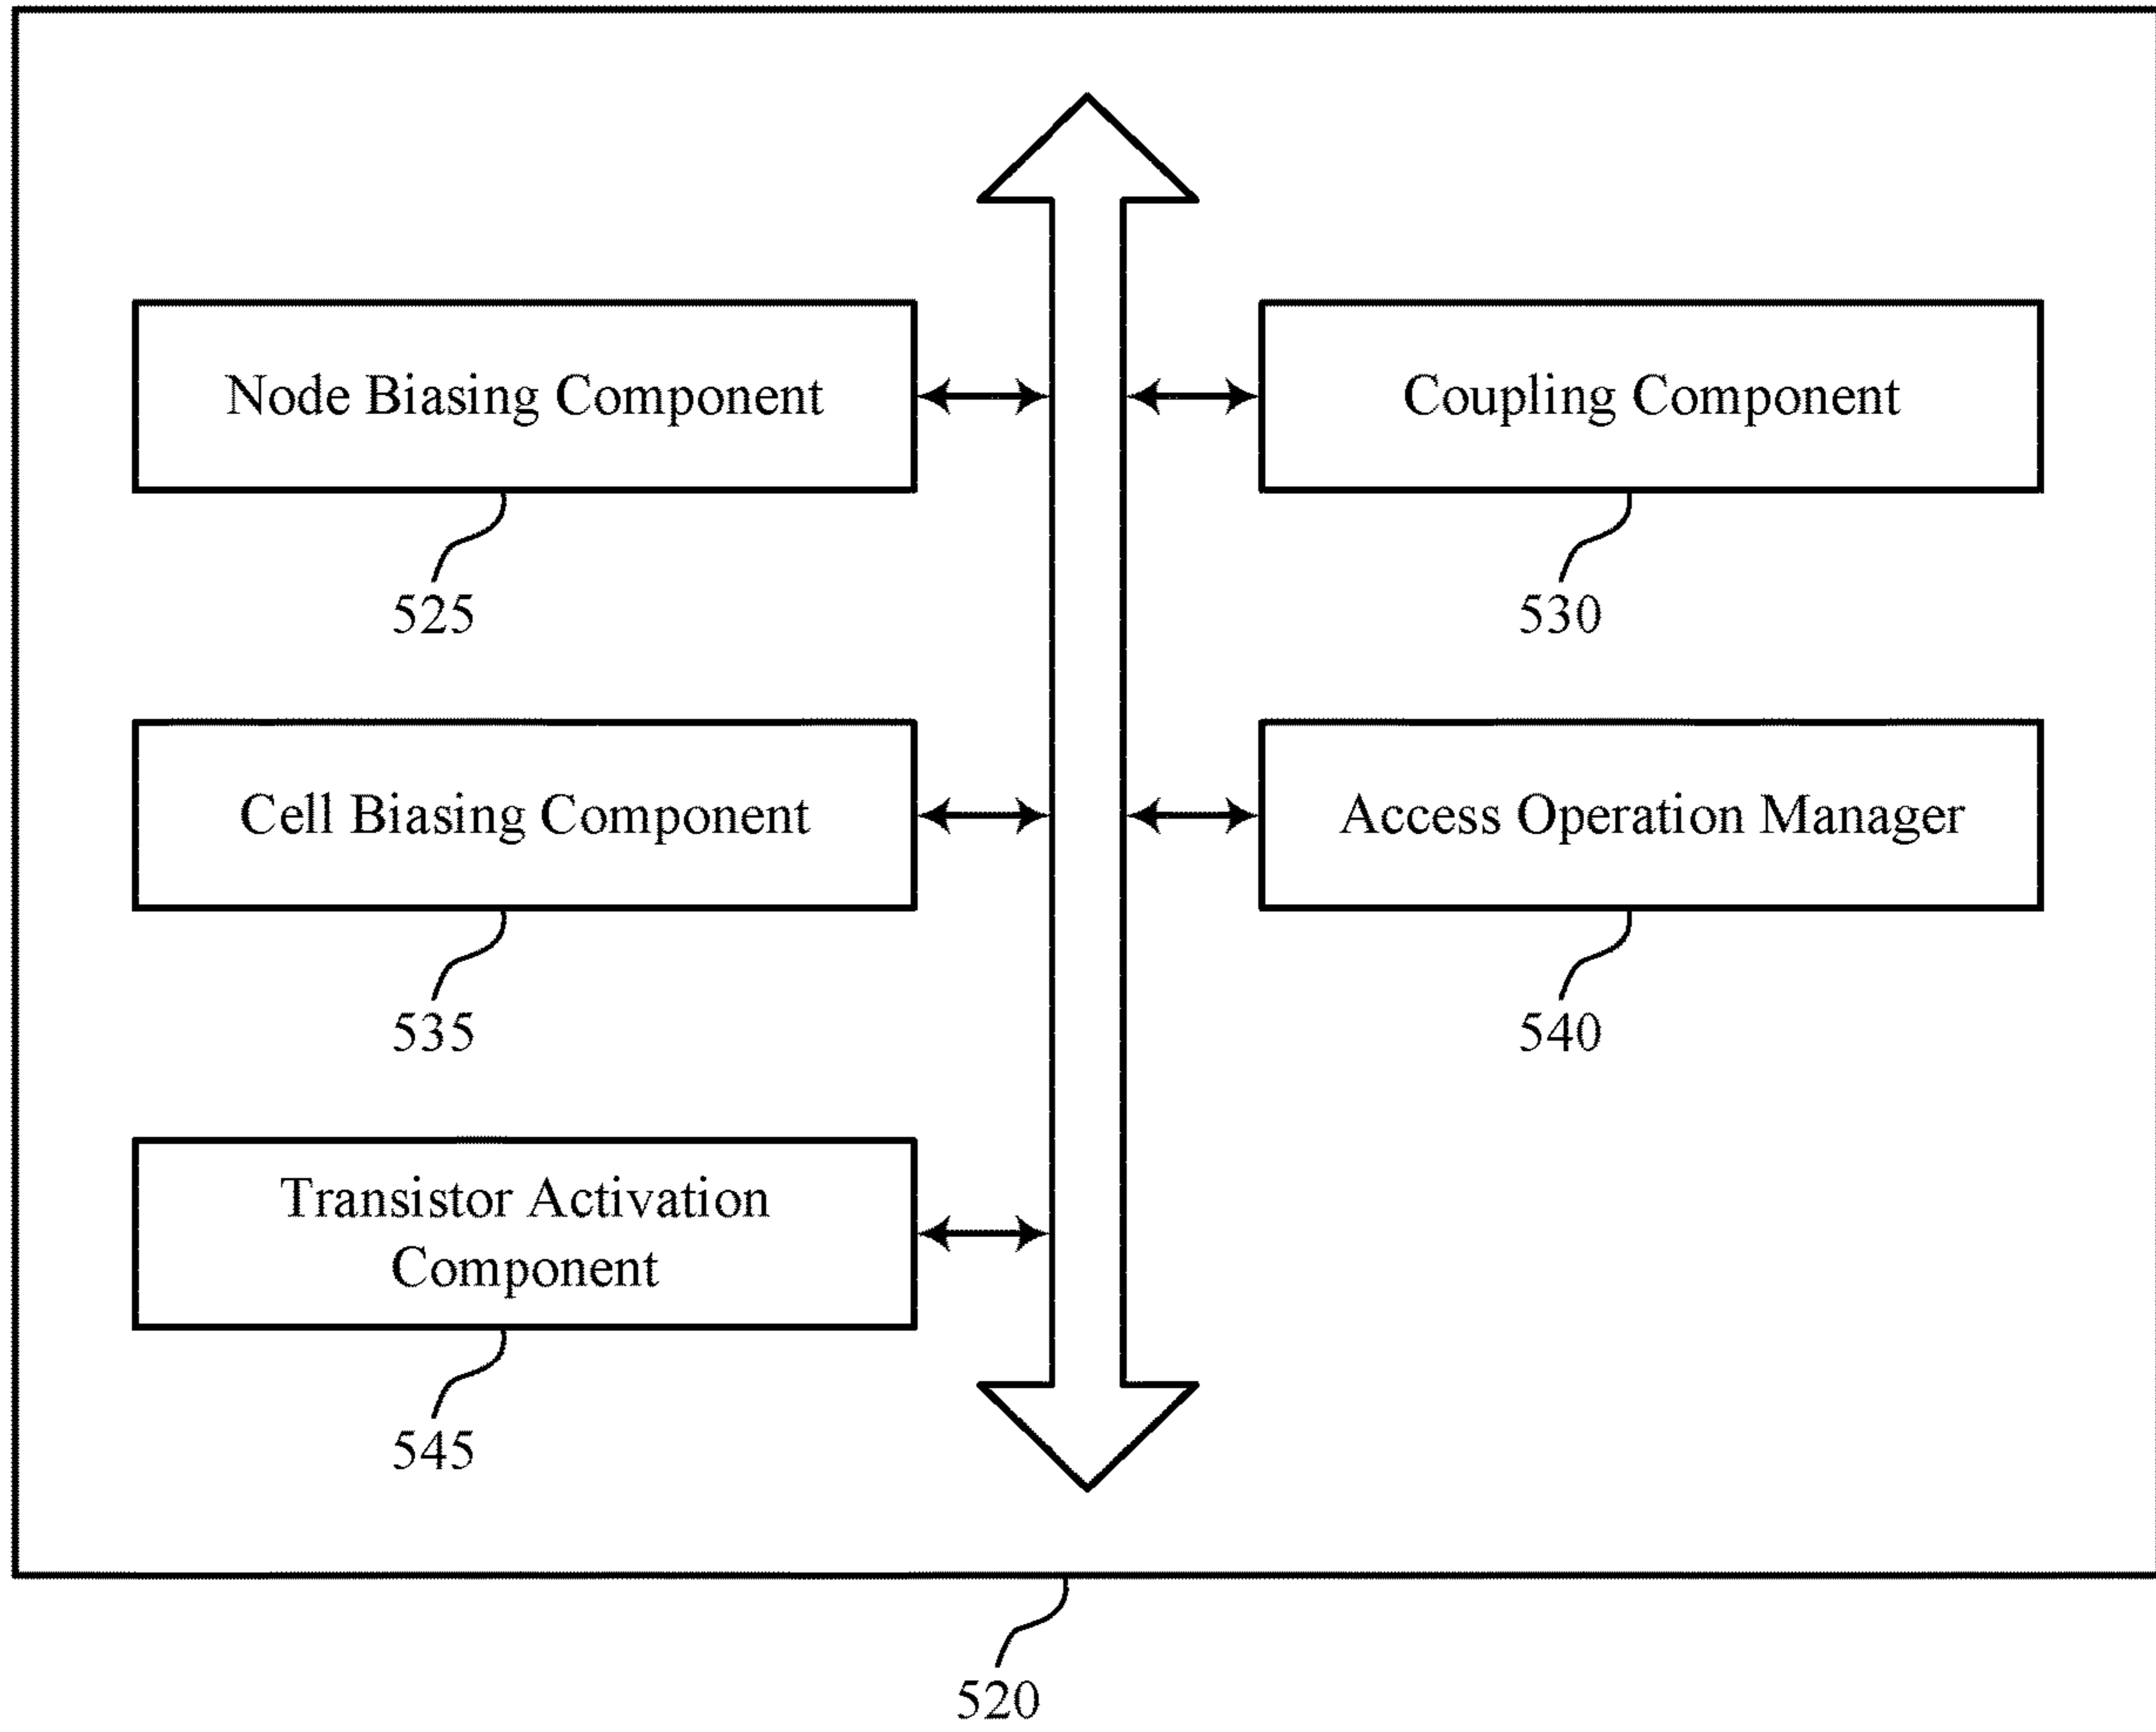 Node Biasing Component
525
Coupling Component
530
Cell Biasing Component
535
Access Operation Manager
540
Transistor Activation
Component
545
520